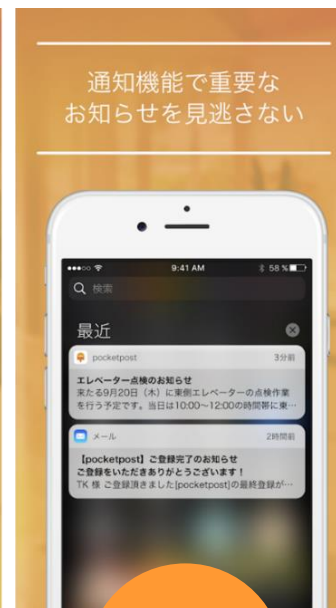 通知機能で重要な
お知らせを見逃さない
9:41 AM
58 %
検索
最近
pocketpost
3分前
エレベーター点検のお知らせ
来たる9月20日（木）に東側エレベーターの点検作業
を行う予定です。当日は10:00〜12:00の時間帯に東…
メール
2時間前
【pocketpost】ご登録完了のお知らせ
ご登録をいただきありがとうございます！
TK 様 ご登録頂きました[pocketpost]の最終登録が…